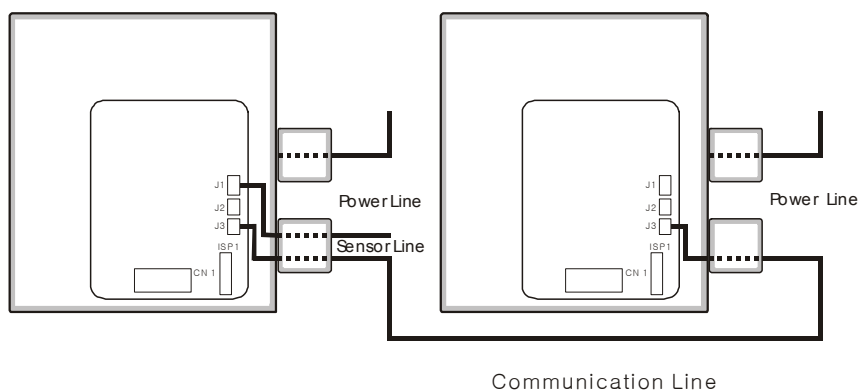 J1
J2
J3
ISP1
CN 1
Power Line
Sensor Line
J1
J2
J3
ISP1
CN 1
Power Line
Communication Line